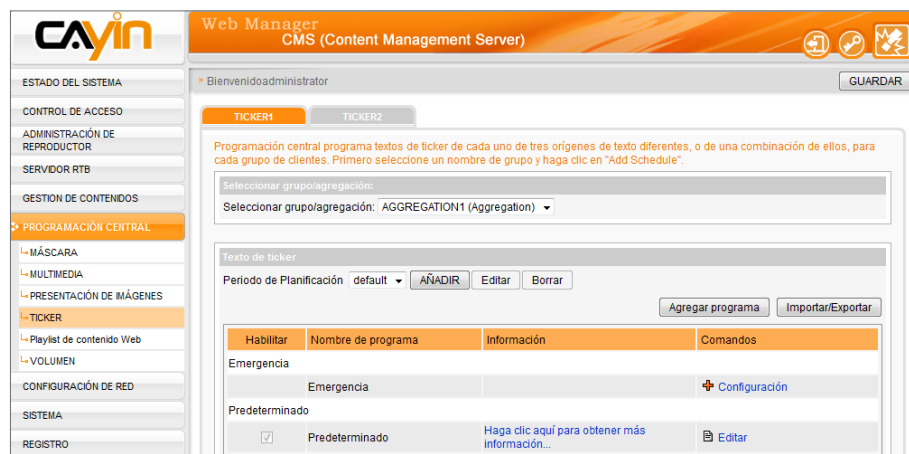 CAYIN
Web Manager
CMS (Content Management Server)
ESTADO DEL SISTEMA
CONTROL DE ACCESO
ADMINISTRACIÓN DE
REPRODUCTOR
SERVIDOR RTB
GESTION DE CONTENIDOS
PROGRAMACIÓN CENTRAL
MÁSCARA
MULTIMEDIA
PRESENTACIÓN DE IMÁGENES
TICKER
Playlist de contenido Web
VOLUMEN
CONFIGURACIÓN DE RED
SISTEMA
REGISTRO
> Bienvenidoadministrator
GUARDAR
TICKER1
TICKER2
Programación central programa textos de ticker de cada uno de tres orígenes de texto diferentes, o de una combinación de ellos, para
cada grupo de clientes. Primero seleccione un nombre de grupo y haga clic en "Add Schedule".
Seleccionar grupo/agregación:
Seleccionar grupo/agregación: AGGREGATION1 (Aggregation)
Texto de ticker
Periodo de Planificación default AÑADIR Editar Borrar
Agregar programa Importar/Exportar
Habilitar Nombre de programa Información Comandos
Emergencia
Emergencia Configuración
Predeterminado
Predeterminado Haga clic aquí para obtener más
información... Editar